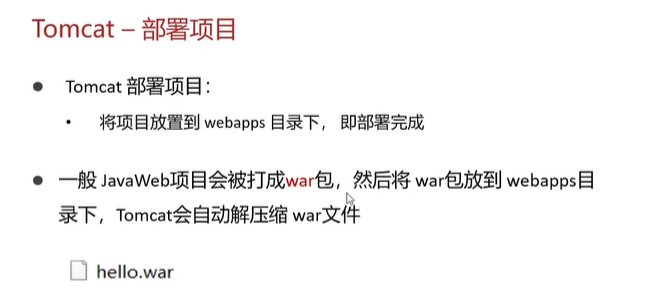 Tomcat – 部署项目
● Tomcat 部署项目：
• 将项目放置到 webapps 目录下， 即部署完成
● 一般 JavaWeb项目会被打成war包，然后将 war包放到 webapps目
录下，Tomcat会自动解压缩 war文件
hello.war